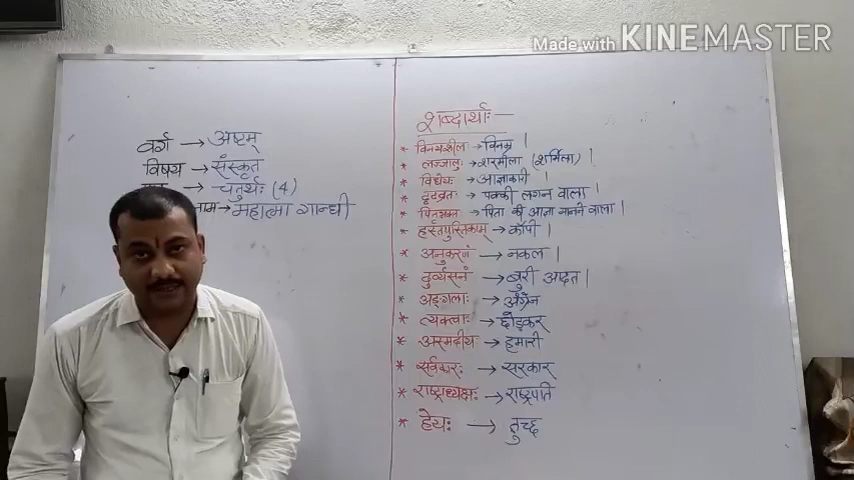 Made with KINEMASTER
वर्ग → अष्टम्
विषय → संस्कृत
→ चतुर्थः (4)
नाम → महात्मा गान्धी
शब्दार्थाः —
* विनयशील → विनम्र ।
* लज्जालुः → शरमीला (शर्मिला) ।
* विधेयः → आज्ञाकारी ।
* दृढव्रतः → पक्की लगन वाला ।
* पितृभक्त → पिता की आज्ञा मानने वाला ।
* हस्तपुस्तिकाम् → कॉपी ।
* अनुकरणं → नकल ।
* दुर्व्यसनं → बुरी आदत ।
* अङ्गलाः → अंग्रेज
* त्यक्त्वाः → छोड़कर
* अस्मदीयः → हमारी
* सर्वकारः → सरकार
* राष्ट्राध्यक्षः → राष्ट्रपति
* हेयः → तुच्छ